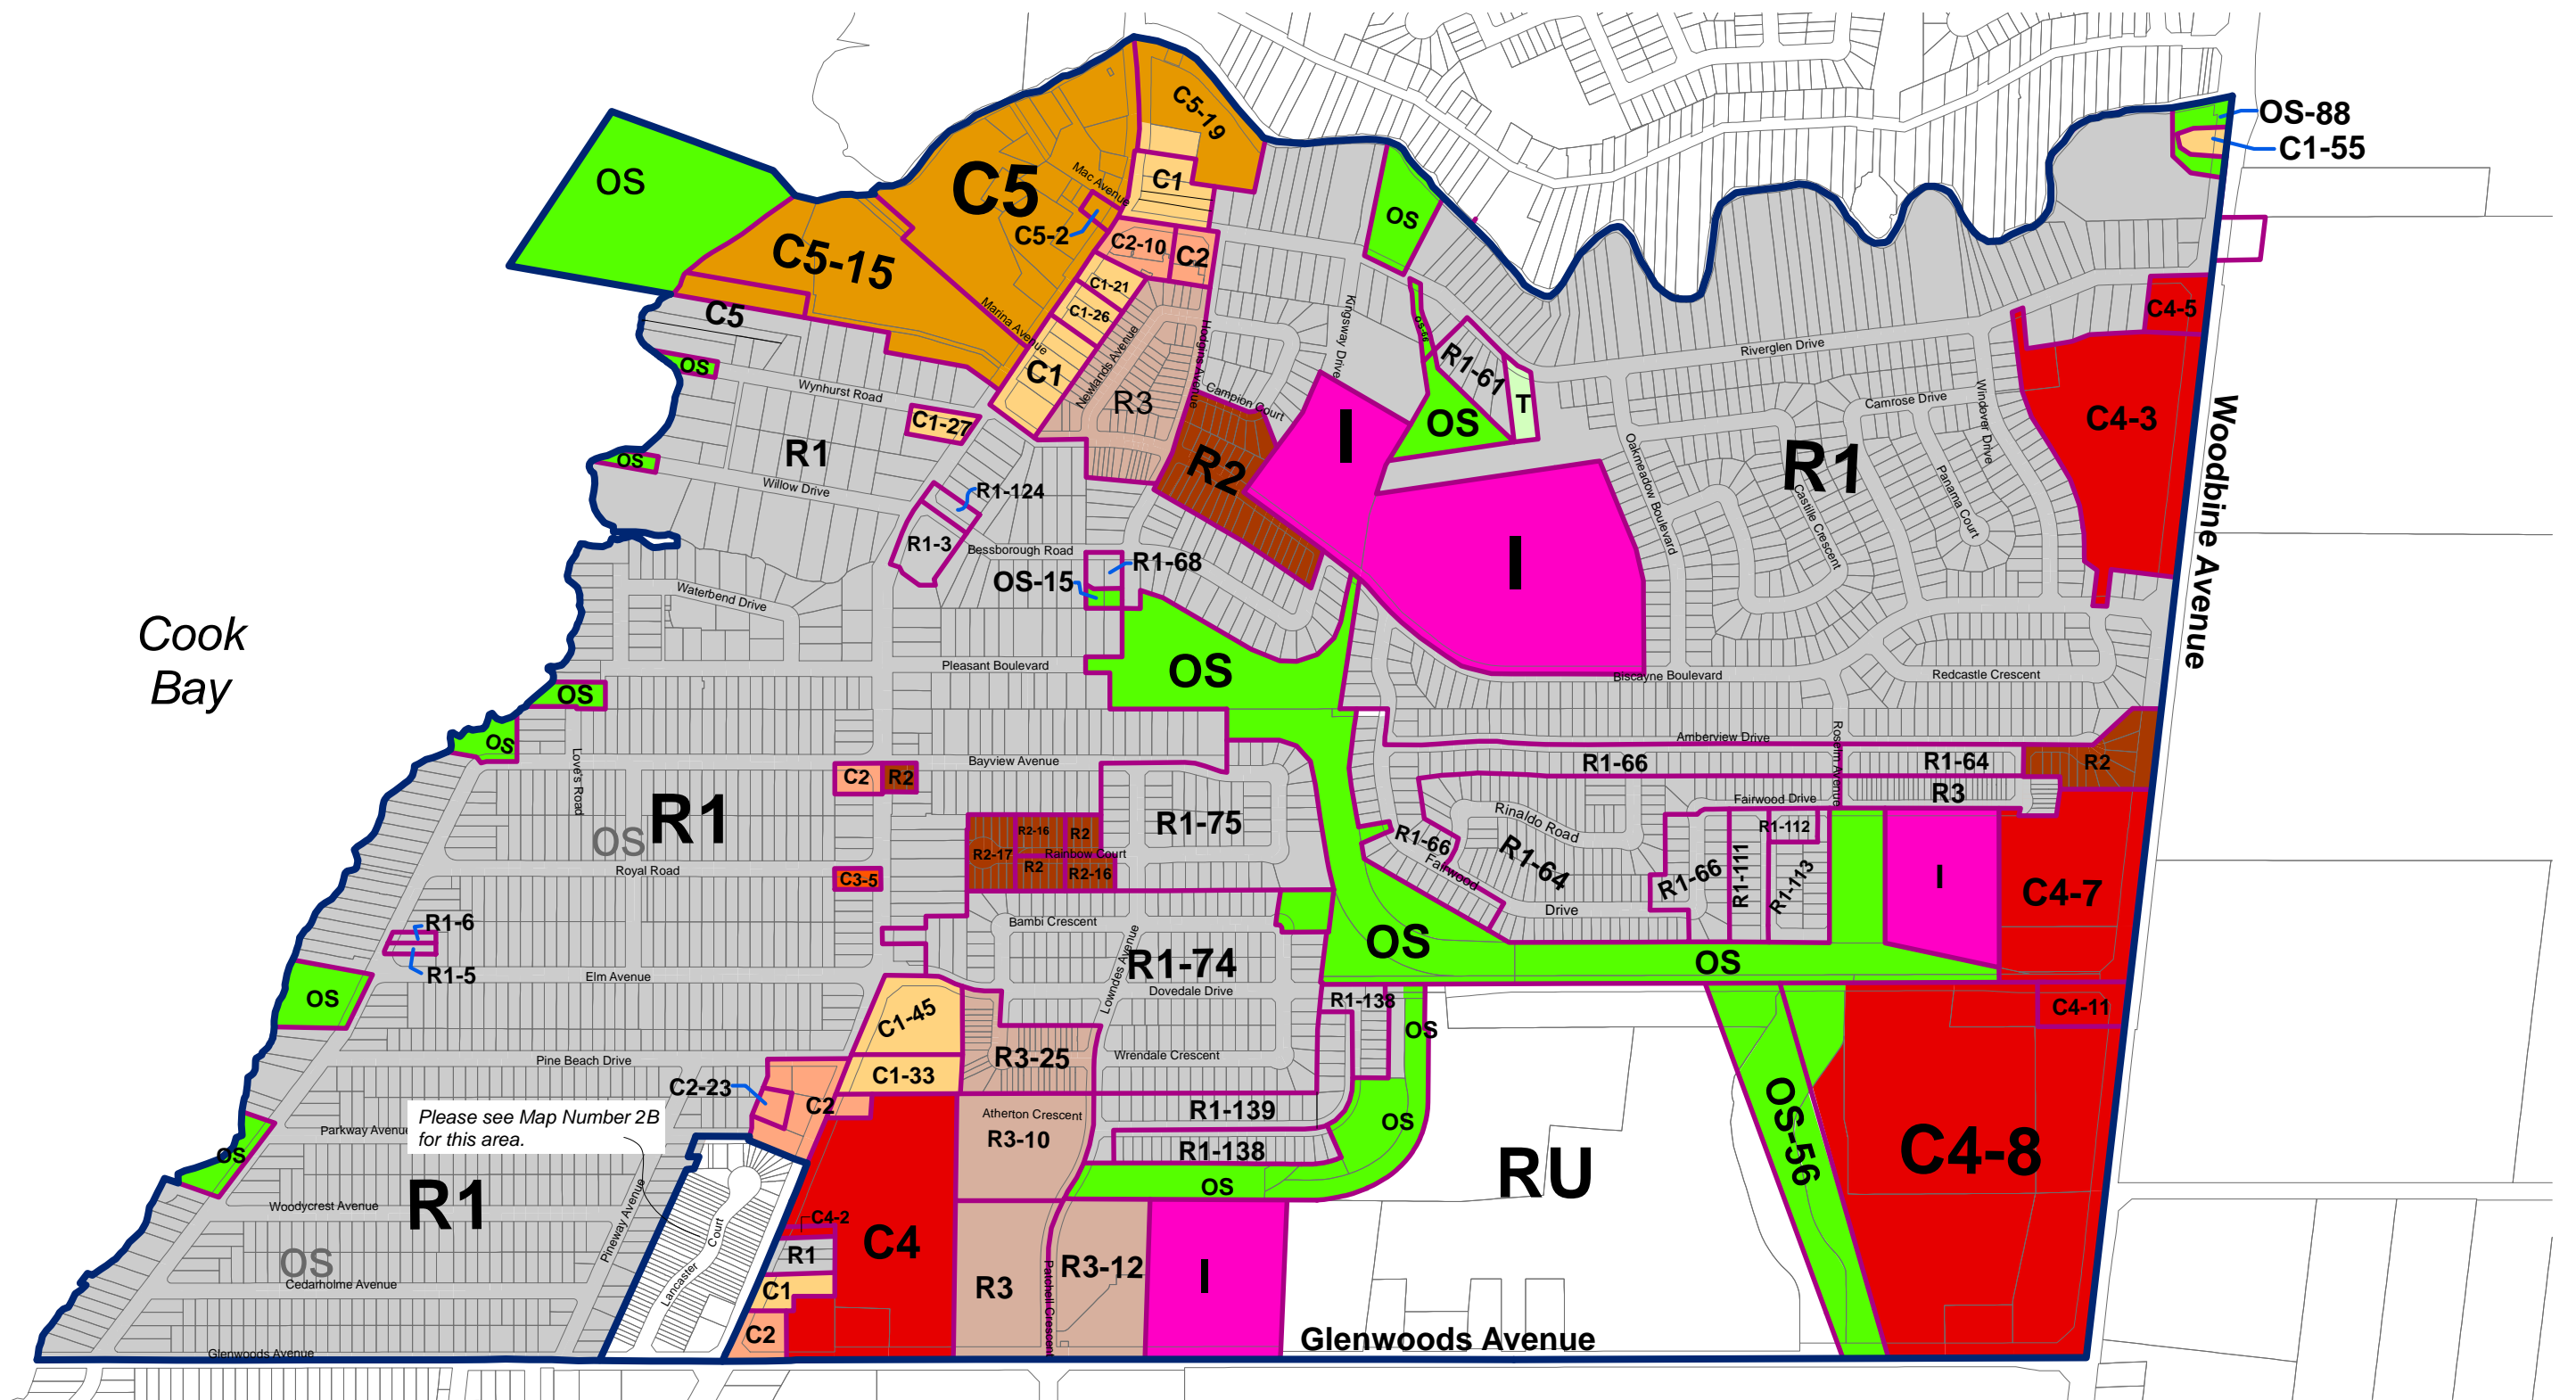 OS-88
C1-55
C5-19
OS
C5
C1
Mac Avenue
OS
C5-2
C2-10
C2
C5-15
C1-21
C4-5
C5
Marina Avenue
C1-26
Kingsway Drive
Hodgins Avenue
Newlands Avenue
R1-61
Riverglen Drive
OS
C1
Wynhurst Road
Campion Court
R3
T
Camrose Drive
Windover Drive
C4-3
Woodbine Avenue
C1-27
OS
I
R1
OS
R2
Oakmeadow Boulevard
R1
Willow Drive
R1-124
Castille Crescent
Panama Court
R1-3
Bessborough Road
R1-68
I
OS-15
Waterbend Drive
Cook
Bay
Pleasant Boulevard
OS
Biscayne Boulevard
Redcastle Crescent
OS
OS
Love's Road
Amberview Drive
Roselm Avenue
Bayview Avenue
R1-66
R1-64
R2
C2
R2
R3
Fairwood Drive
R1
OS
R2-16
R2
R1-75
Rinaldo Road
R1-112
R1-66
R2-17
Rainbow Court
R2
R2-16
Fairwood
R1-64
R1-66
R1-111
R1-113
I
C4-7
Royal Road
C3-5
Drive
R1-6
Bambi Crescent
OS
OS
Lowndes Avenue
R1-74
R1-5
Elm Avenue
Dovedale Drive
OS
R1-138
C4-11
C1-45
OS
Pine Beach Drive
R3-25
Wrendale Crescent
C1-33
C2-23
C2
Please see Map Number 2B
for this area.
Parkway Avenue
Atherton Crescent
R1-139
OS
OS-56
R3-10
R1-138
C4-8
OS
RU
OS
R1
Woodycrest Avenue
Pineway Avenue
C4-2
C4
Court
R1
OS
R3-12
I
Cedarholme Avenue
Lancaster
C1
R3
Patchell Crescent
C2
Glenwoods Avenue
Glenwoods Avenue